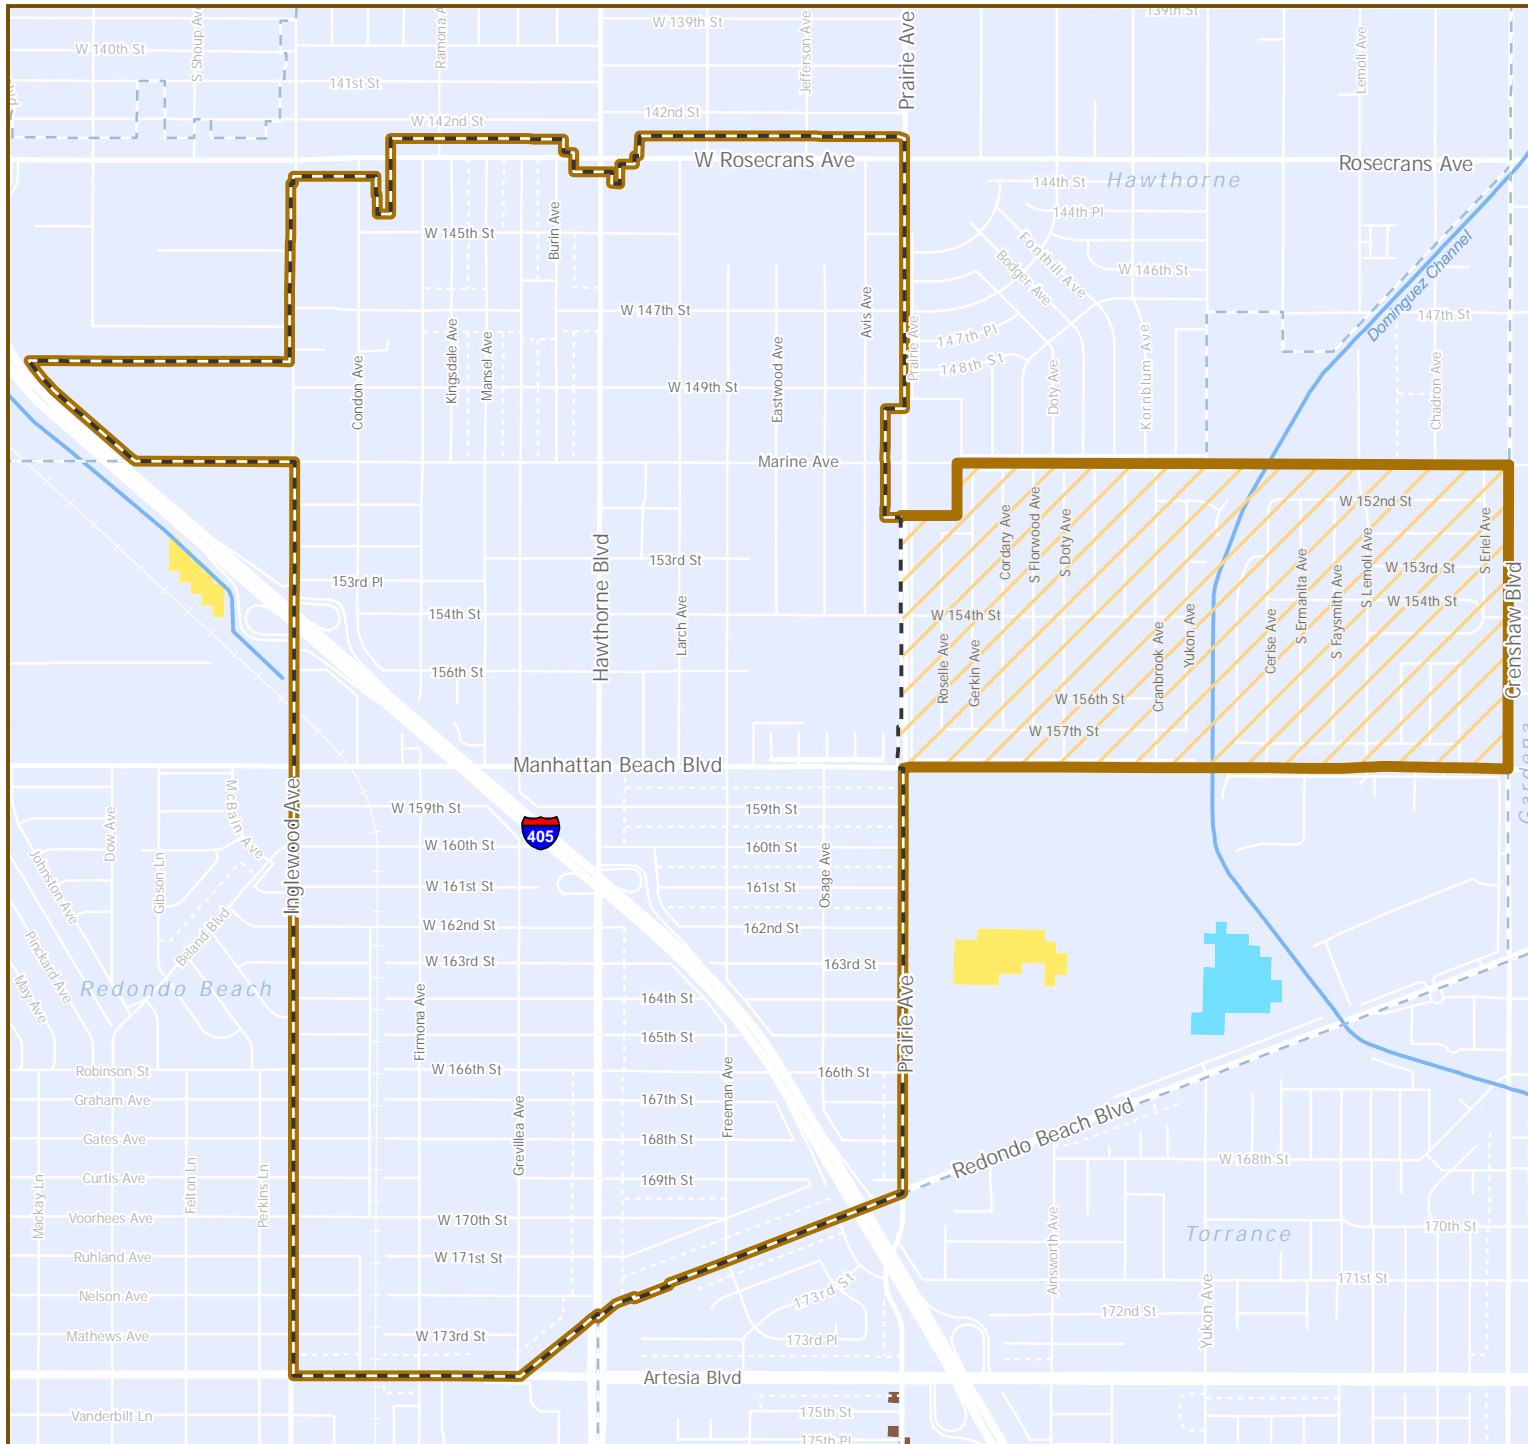 W 139th St
139th St
W 140th St
S Shoup Av
Ramona A
Jefferson Ave
Prairie Ave
Lemoli Ave
141st St
W 142nd St
142nd St
W Rosecrans Ave
Rosecrans Ave
Hawthorne
144th St
144th Pl
W 145th St
Burin Ave
Fonthill Ave
Bodger Ave
W 146th St
Dominguez Channel
W 147th St
Avis Ave
147th St
Prairie Ave
147th Pl
148th St
Kornblum Ave
Kingsdale Ave
Mansel Ave
Condon Ave
Eastwood Ave
W 149th St
Doty Ave
Chadron Ave
Marine Ave
W 152nd St
Cordary Ave
S Florwood Ave
S Doty Ave
S Eriel Ave
S Lemoli Ave
153rd St
W 153rd St
153rd Pl
Hawthorne Blvd
Crenshaw Blvd
S Ermanita Ave
S Faysmith Ave
W 154th St
154th St
Larch Ave
W 154th St
Yukon Ave
Cerise Ave
Cranbrook Ave
Roselle Ave
Gerkin Ave
156th St
W 156th St
W 157th St
Gardena
Manhattan Beach Blvd
W 159th St
159th St
McBain Ave
Dow Ave
405
W 160th St
160th St
Inglewood Ave
Johnston Ave
Gibson Ln
Osage Ave
W 161st St
161st St
W 162nd St
162nd St
Beland Blvd
Pinckard Ave
W 163rd St
163rd St
May Ave
Redondo Beach
Firmona Ave
164th St
Prairie Ave
165th St
Robinson St
W 166th St
166th St
Freeman Ave
Graham Ave
167th St
Redondo Beach Blvd
Grevillea Ave
Gates Ave
168th St
W 168th St
Curtis Ave
169th St
Mackay Ln
Felton Ln
Perkins Ln
Voorhees Ave
W 170th St
170th St
Torrance
Ainsworth Ave
Ruhland Ave
W 171st St
171st St
Nelson Ave
173rd St
172nd St
Yukon Ave
Mathews Ave
W 173rd St
173rd Pl
Artesia Blvd
Vanderbilt Ln
175th St
175th Pl